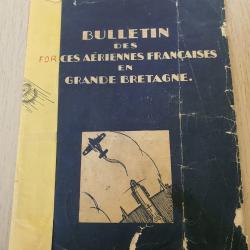 BULLETIN
DES
FORCES AÉRIENNES FRANÇAISES
EN
GRANDE BRETAGNE.